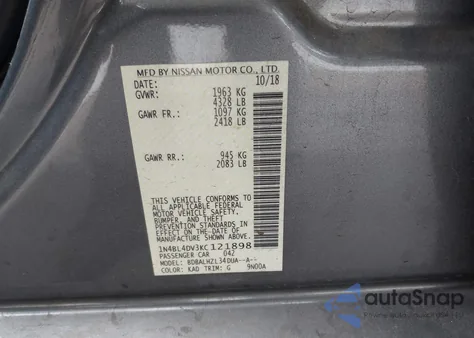 MFD BY NISSAN MOTOR CO., LTD.
DATE: 10/18
GVWR: 1963 KG
4328 LB
GAWR FR: 1097 KG
2418 LB
GAWR RR: 945 KG
2083 LB
THIS VEHICLE CONFORMS TO
ALL APPLICABLE FEDERAL
MOTOR VEHICLE SAFETY,
BUMPER, AND THEFT
PREVENTION STANDARDS
IN EFFECT ON THE DATE OF
MANUFACTURE SHOWN ABOVE.
1N4BL4DV3KC121898
PASSENGER CAR 042
MODEL: BDBALHZL34DUA--A--
COLOR: KAD TRIM: G 9N00A
autoSnap
POWERED BY